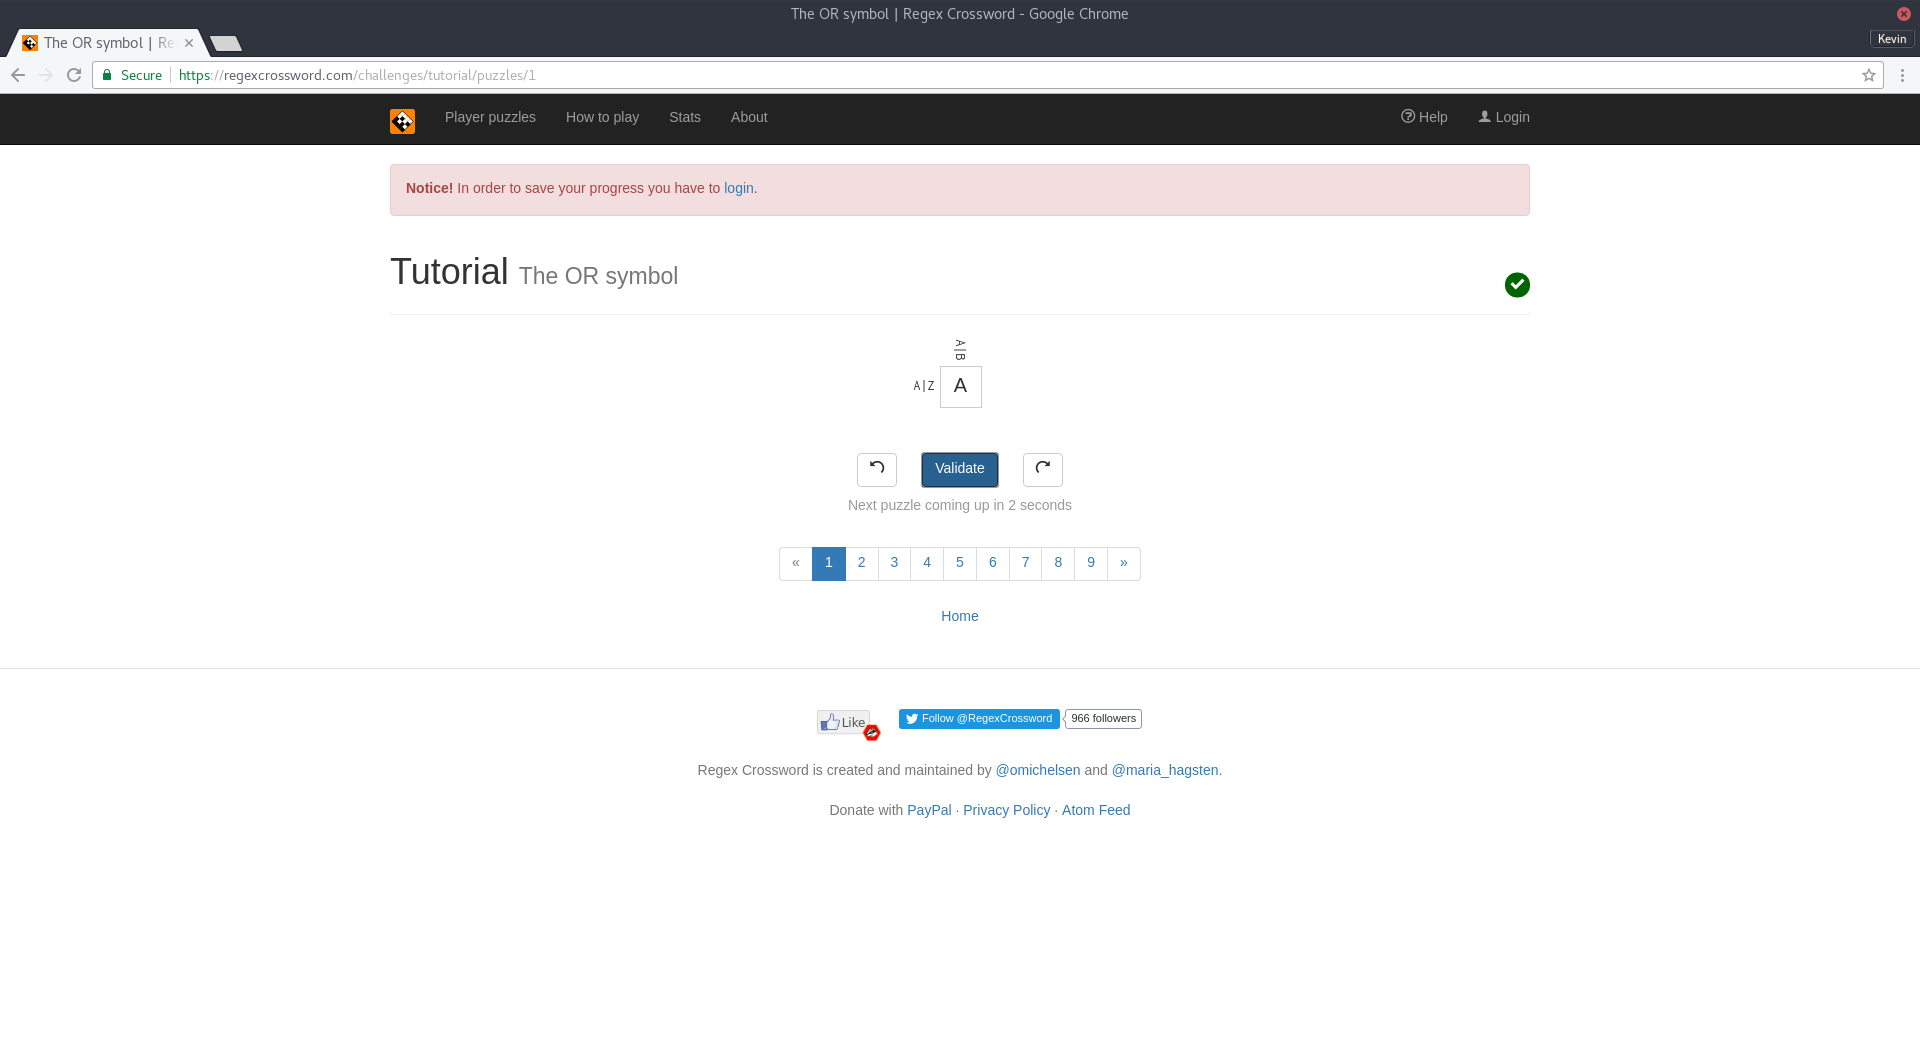 The OR symbol | Regex Crossword - Google Chrome
The OR symbol | Re
Kevin
Secure https://regexcrossword.com/challenges/tutorial/puzzles/1
Player puzzles How to play Stats About Help Login
Notice! In order to save your progress you have to login.
Tutorial The OR symbol
A|B
A|Z A
Validate
Next puzzle coming up in 2 seconds
« 1 2 3 4 5 6 7 8 9 »
Home
Like Follow @RegexCrossword 966 followers
Regex Crossword is created and maintained by @omichelsen and @maria_hagsten.
Donate with PayPal · Privacy Policy · Atom Feed